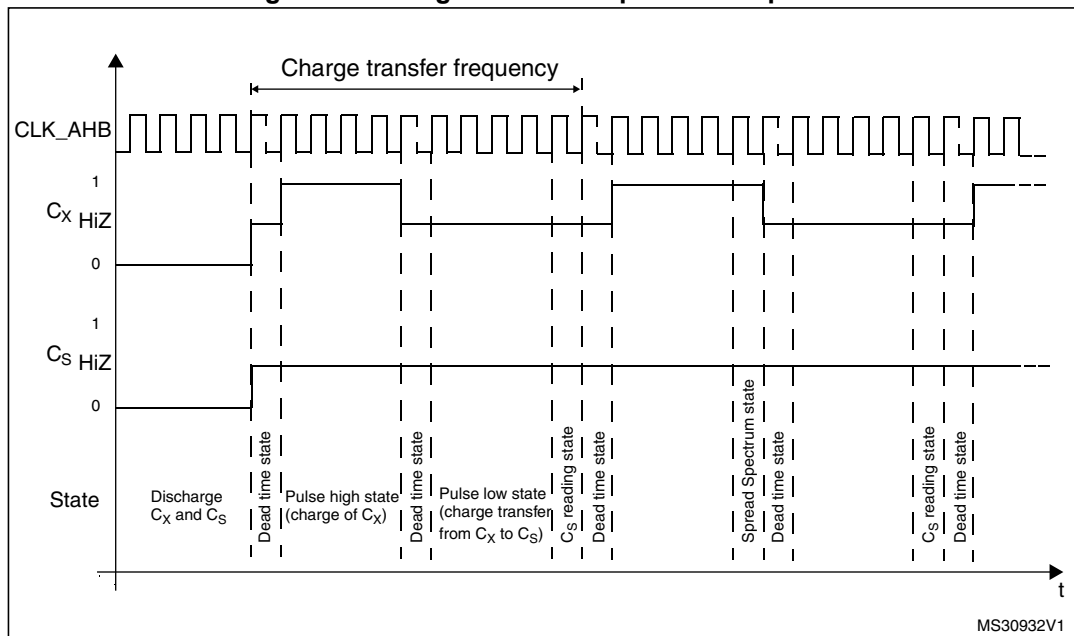 Charge transfer frequency
CLK_AHB
1
CX HiZ
0
1
CS HiZ
0
State
Discharge
CX and CS
Dead time state
Pulse high state
(charge of CX)
Dead time state
Pulse low state
(charge transfer
from CX to CS)
CS reading state
Dead time state
Spread Spectrum state
Dead time state
CS reading state
Dead time state
t
MS30932V1